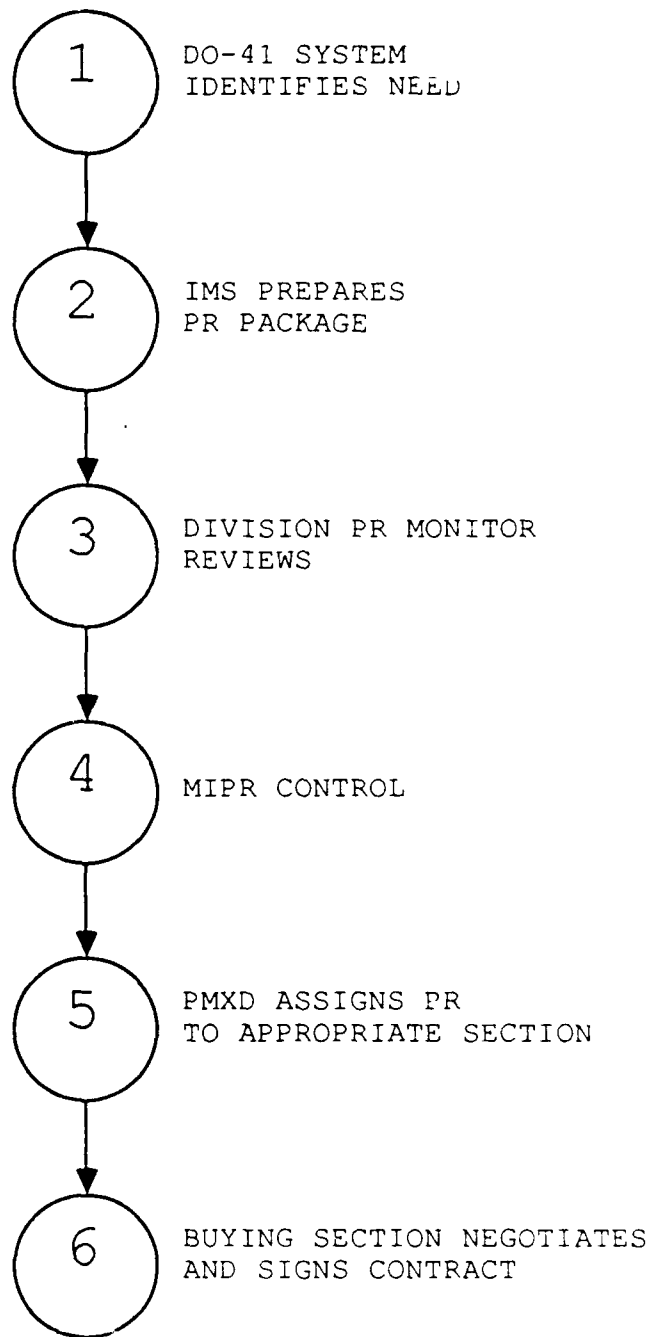 1
DO-41 SYSTEM
IDENTIFIES NEED
2
IMS PREPARES
PR PACKAGE
3
DIVISION PR MONITOR
REVIEWS
4
MIPR CONTROL
5
PMXD ASSIGNS PR
TO APPROPRIATE SECTION
6
BUYING SECTION NEGOTIATES
AND SIGNS CONTRACT